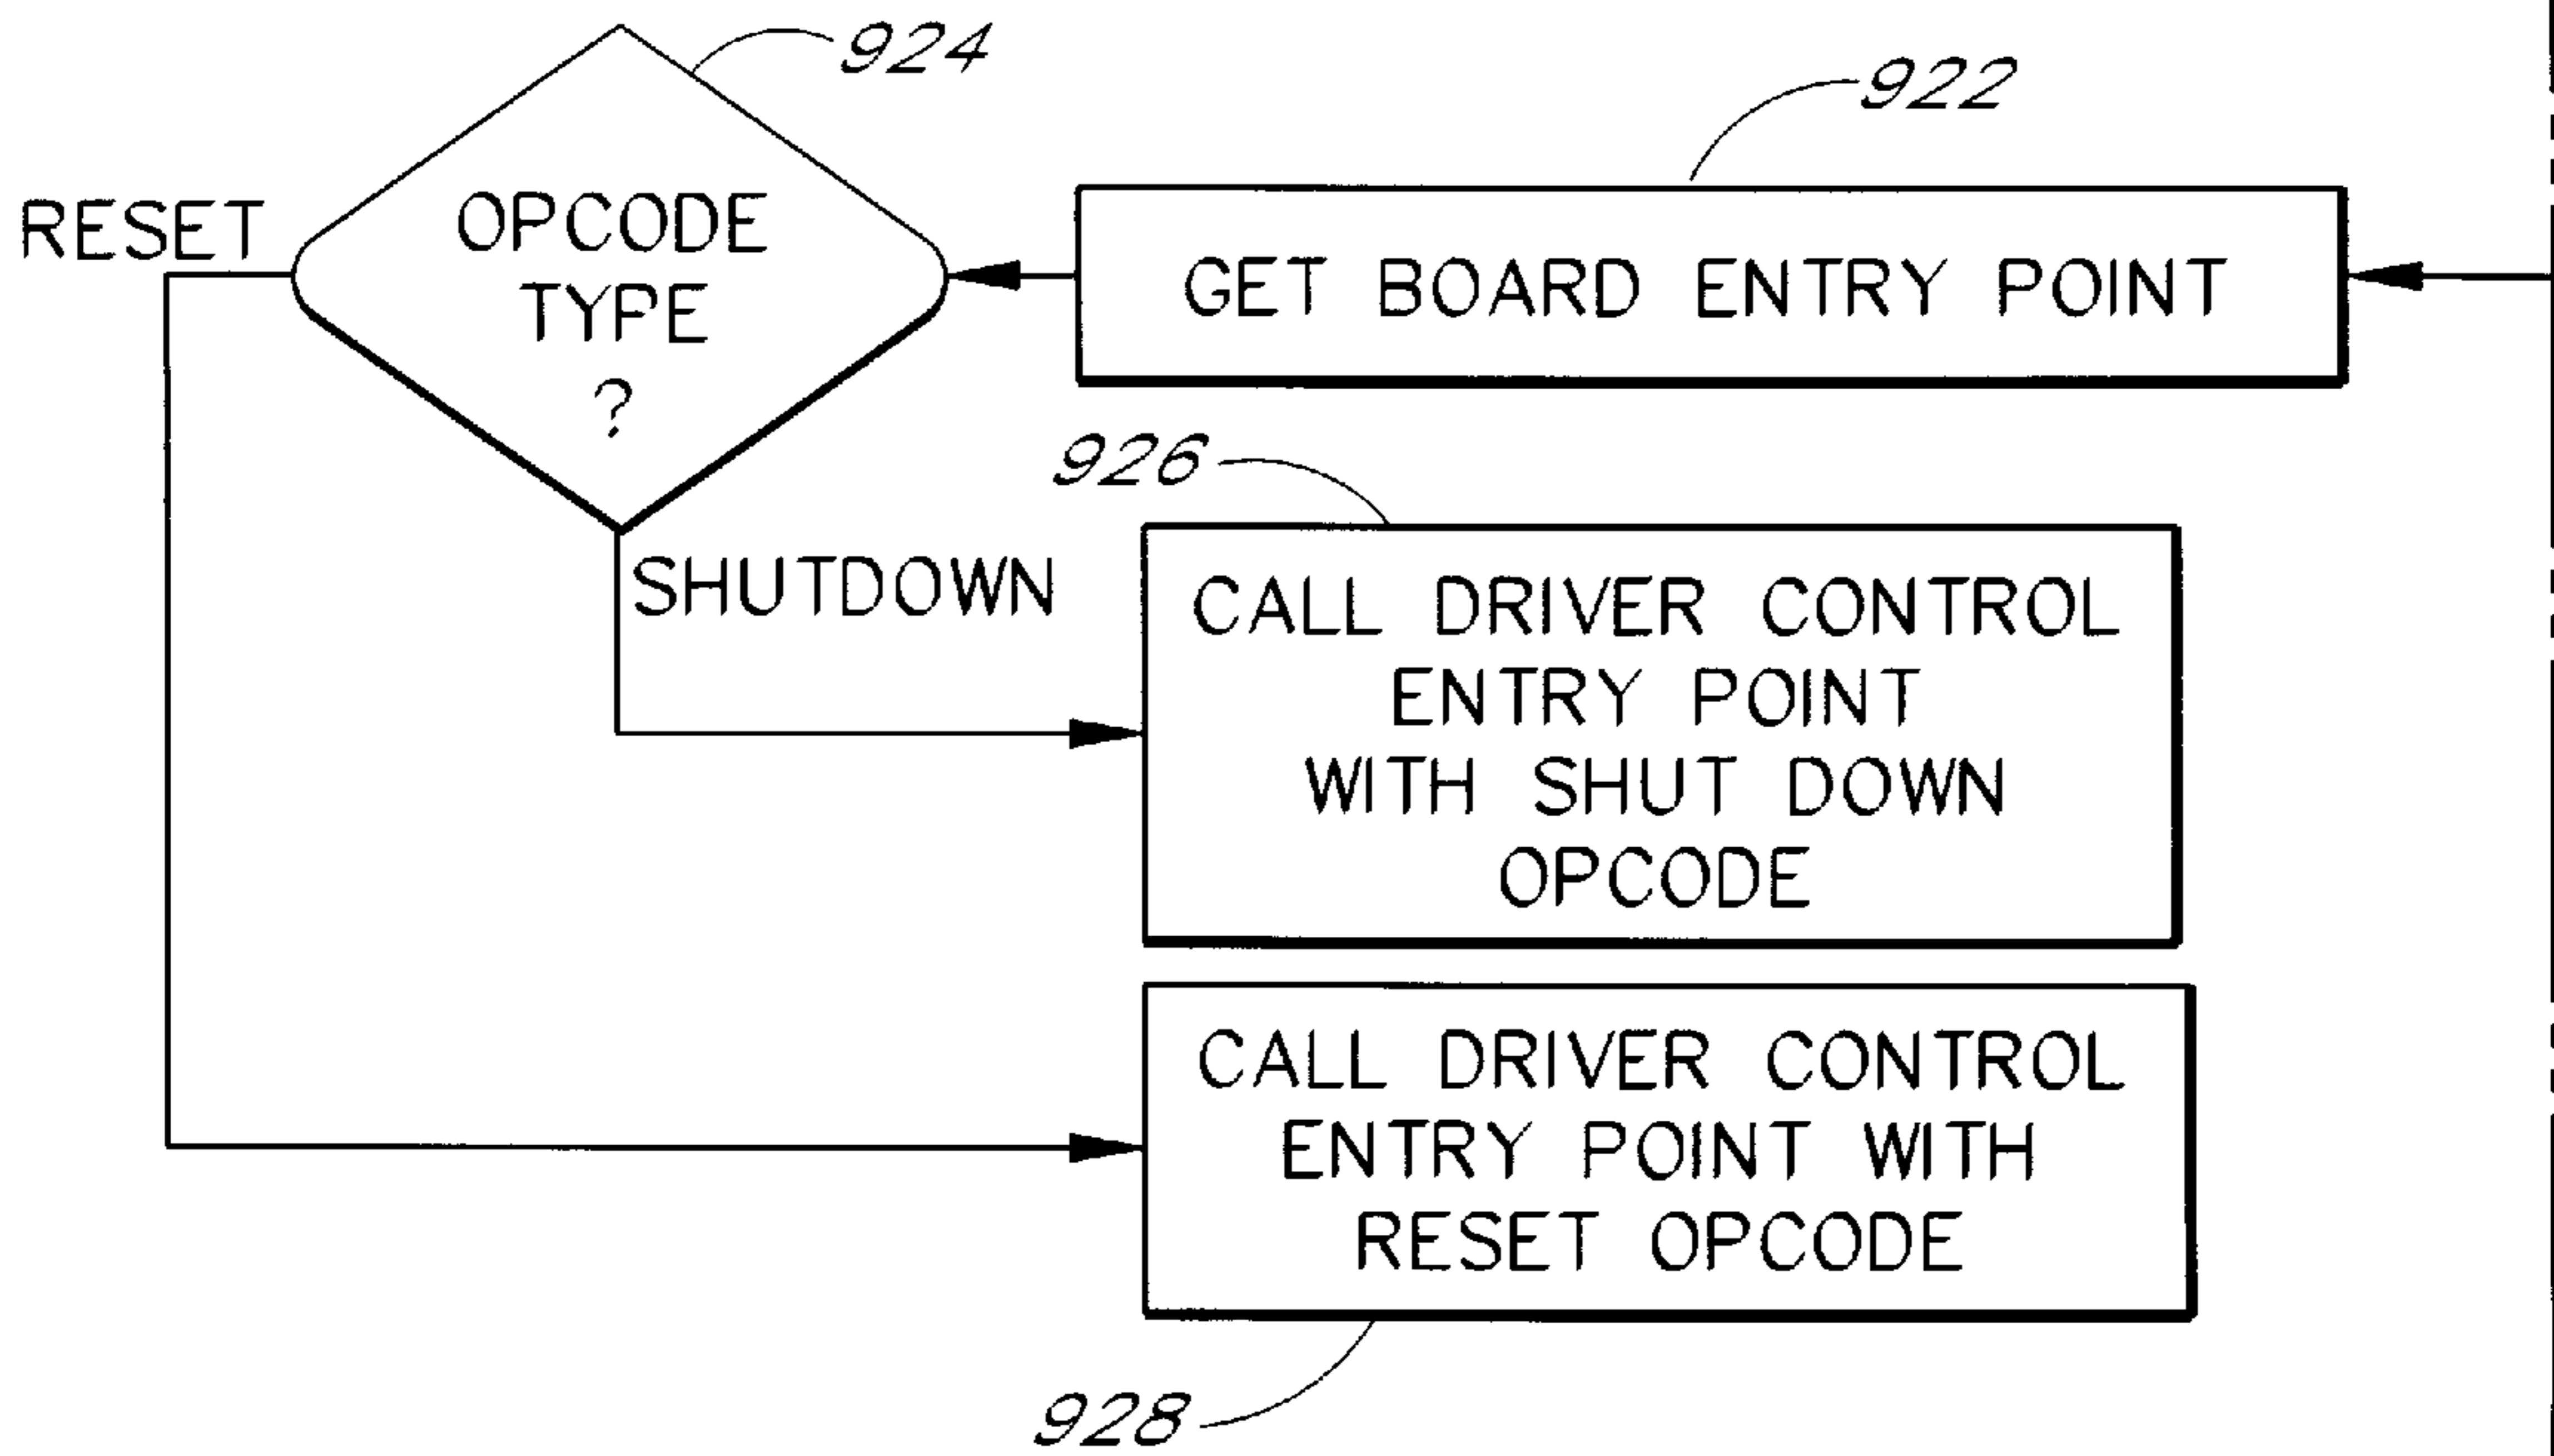 924
922
RESET
OPCODE
TYPE
?
GET BOARD ENTRY POINT
926
SHUTDOWN
CALL DRIVER CONTROL
ENTRY POINT
WITH SHUT DOWN
OPCODE
CALL DRIVER CONTROL
ENTRY POINT WITH
RESET OPCODE
928